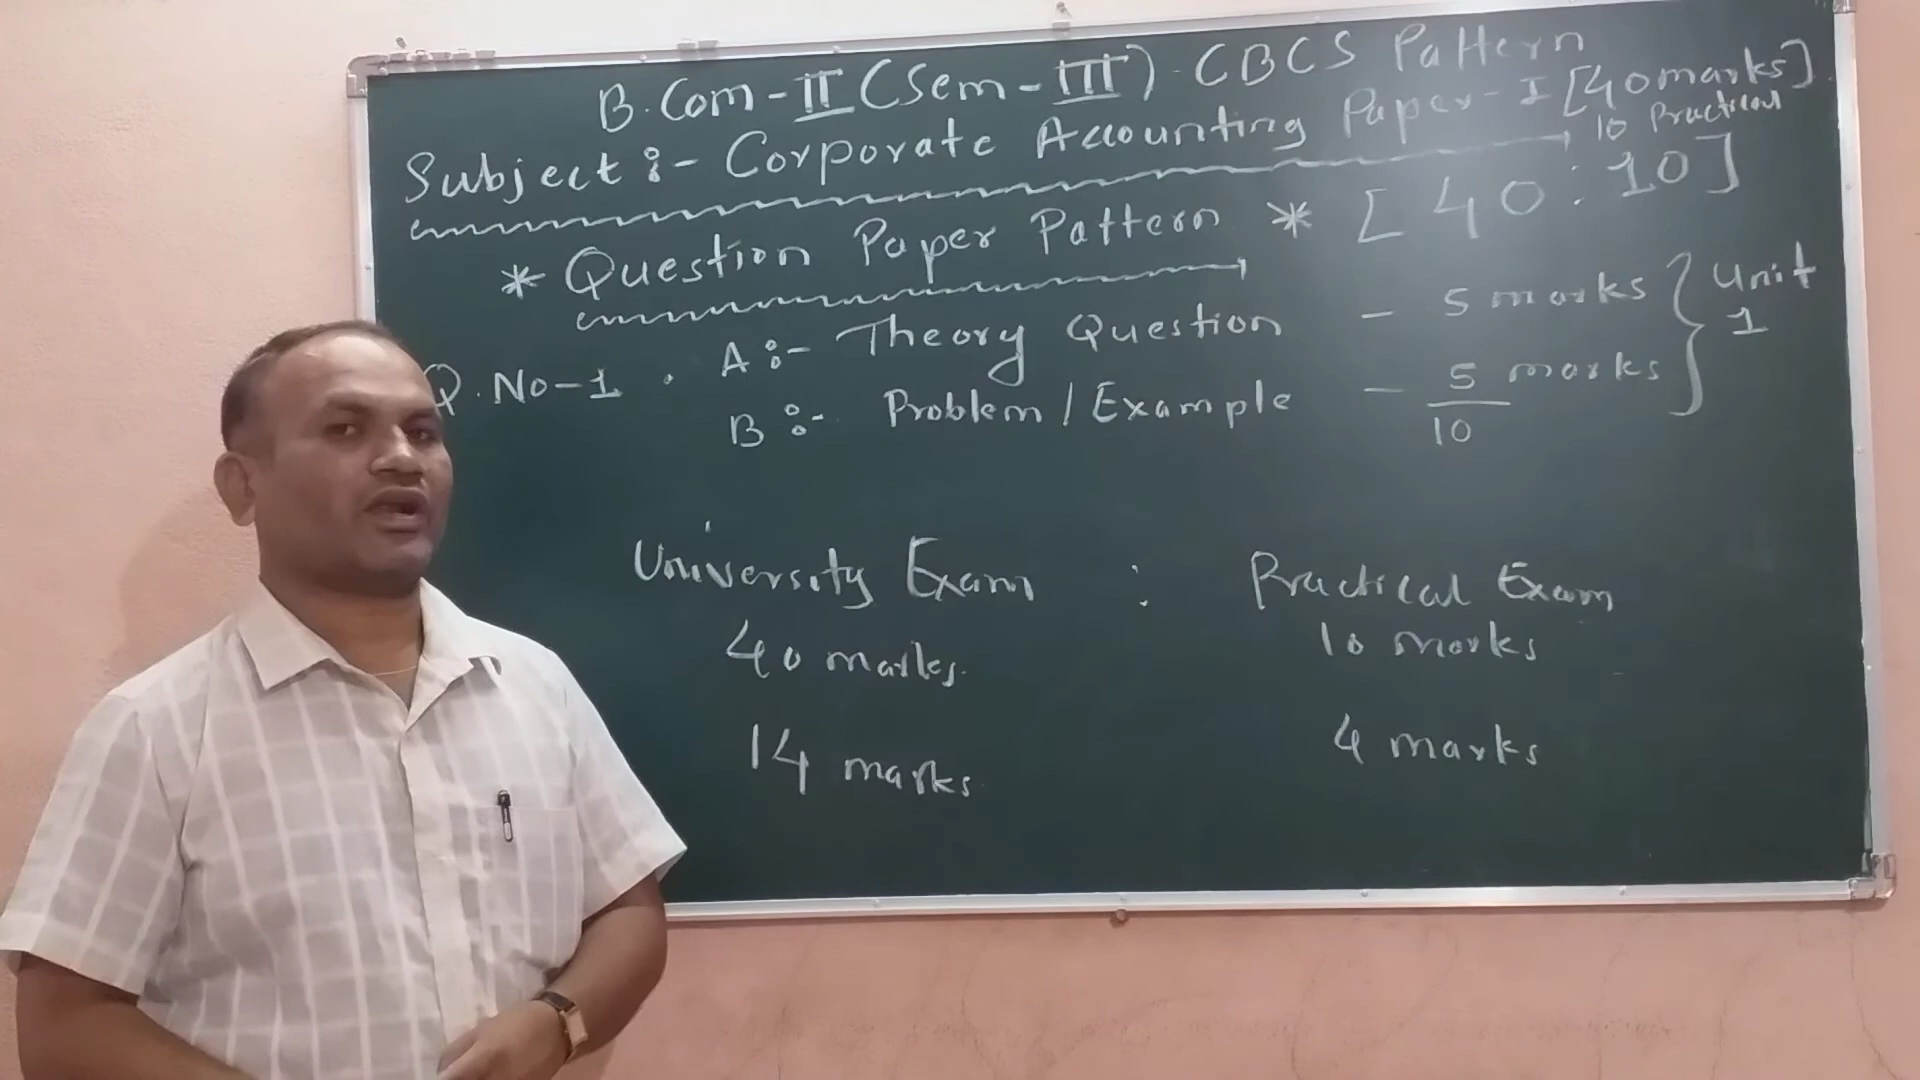 B.Com-II (Sem-III) CBCS Pattern
Subject:- Corporate Accounting Paper-I [40 marks]
10 Practical
* Question Paper Pattern * [40:10]
Q.No-1. A:- Theory Question - 5 marks } Unit 1
B:- Problem/Example - 5 marks
10
University Exam : Practical Exam
40 marks. 10 marks
14 marks. 4 marks